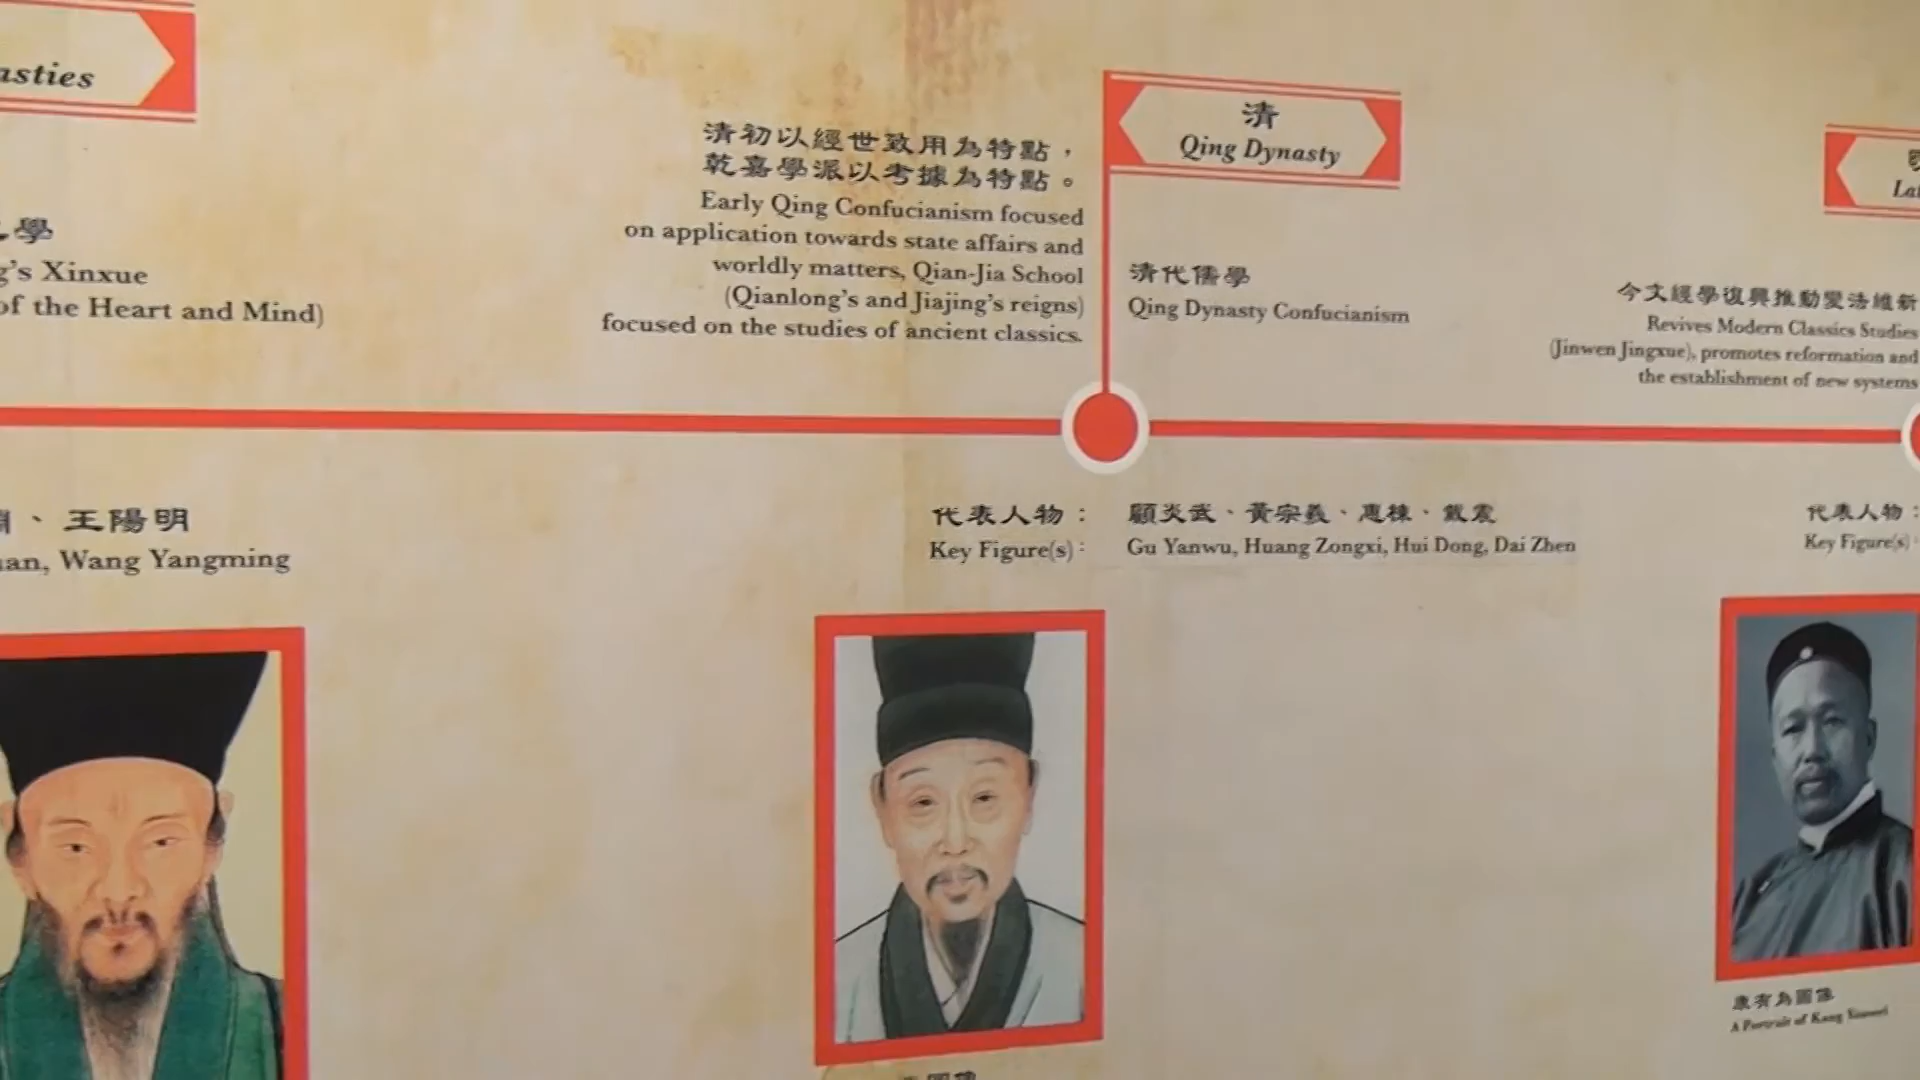 asties
學
g's Xinxue
of the Heart and Mind)
、王陽明
uan, Wang Yangming
清初以經世致用為特點，
乾嘉學派以考據為特點。
Early Qing Confucianism focused
on application towards state affairs and
worldly matters, Qian-Jia School
(Qianlong's and Jiajing's reigns)
focused on the studies of ancient classics.
清
Qing Dynasty
清代儒學
Qing Dynasty Confucianism
代表人物：
顧炎武、黃宗義、惠棟、戴震
Key Figure(s):
Gu Yanwu, Huang Zongxi, Hui Dong, Dai Zhen
圖像
Lat
今文經學復興推動變法維新
Revives Modern Classics Studies
(Jinwen Jingxue), promotes reformation and
the establishment of new systems
代表人物：
Key Figure(s):
康有為圖像
A Portrait of Kang